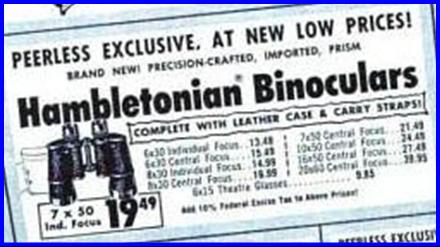 PEERLESS EXCLUSIVE. AT NEW LOW PRICES!
BRAND NEW! PRECISION-CRAFTED, IMPORTED, PRISM
Hambletonian® Binoculars
COMPLETE WITH LEATHER CASE & CARRY STRAPS!
6x30 Individual Focus . 13.49
6x30 Central Focus .... 15.49
8x30 Individual Focus . 14.99
8x30 Central Focus .... 19.99
7x50 Central Focus .... 21.49
10x50 Central Focus ... 24.49
16x50 Central Focus ... 27.49
20x60 Central Focus ... 39.95
6x15 Theatre Glasses ........ 9.85
Add 10% Federal Excise Tax to Above Prices!
7 x 50
Ind. Focus
19.49
PEERLESS EXCLUSIVE